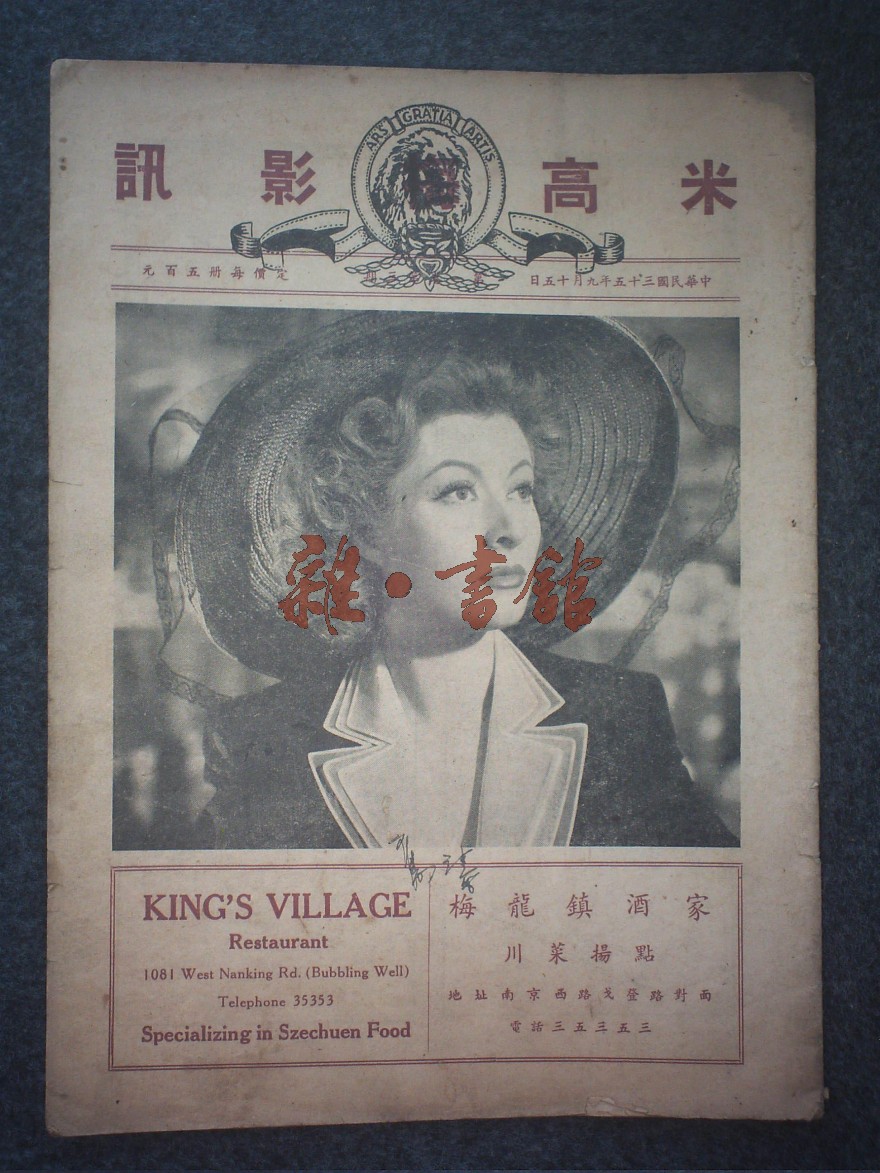 ARS GRATIA ARTIS
米高梅影訊
中華民國三十五年九月十五日
定價每冊五百元
雜·書館
KING'S VILLAGE
Restaurant
1081 West Nanking Rd. (Bubbling Well)
Telephone 35353
Specializing in Szechuen Food
梅龍鎮酒家
川菜揚點
地址南京西路戈登路對面
電話三五三五三